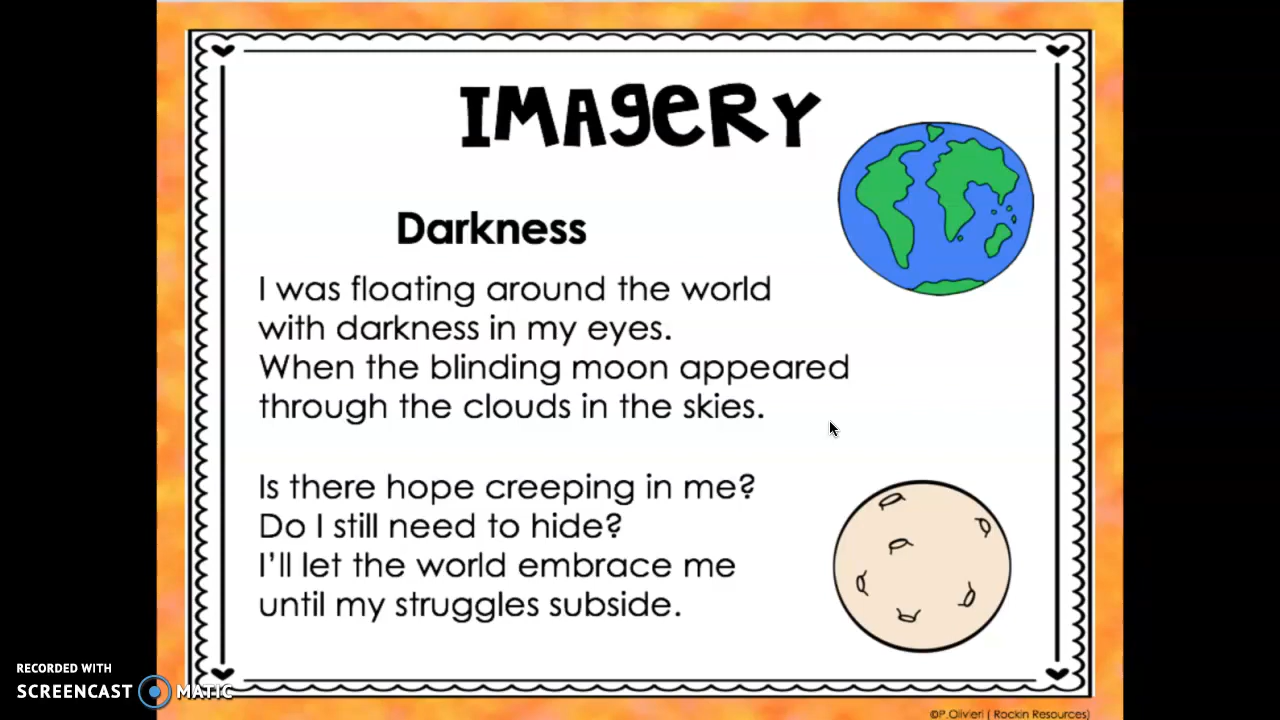 IMAGERY
Darkness
I was floating around the world
with darkness in my eyes.
When the blinding moon appeared
through the clouds in the skies.
Is there hope creeping in me?
Do I still need to hide?
I'll let the world embrace me
until my struggles subside.
RECORDED WITH
SCREENCAST MATIC
©P.Olivieri ( Rockin Resources)